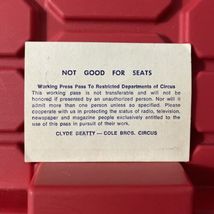 NOT GOOD FOR SEATS
Working Press Pass To Restricted Departments of Circus
This working pass is not transferable and will not be
honored if presented by an unauthorized person. Nor will it
admit more than one person unless so specified. Please
cooperate with us in protecting the status of radio, television,
newspaper and magazine people exclusively entitled to the
use of this pass in pursuit of their work.
CLYDE BEATTY — COLE BROS. CIRCUS